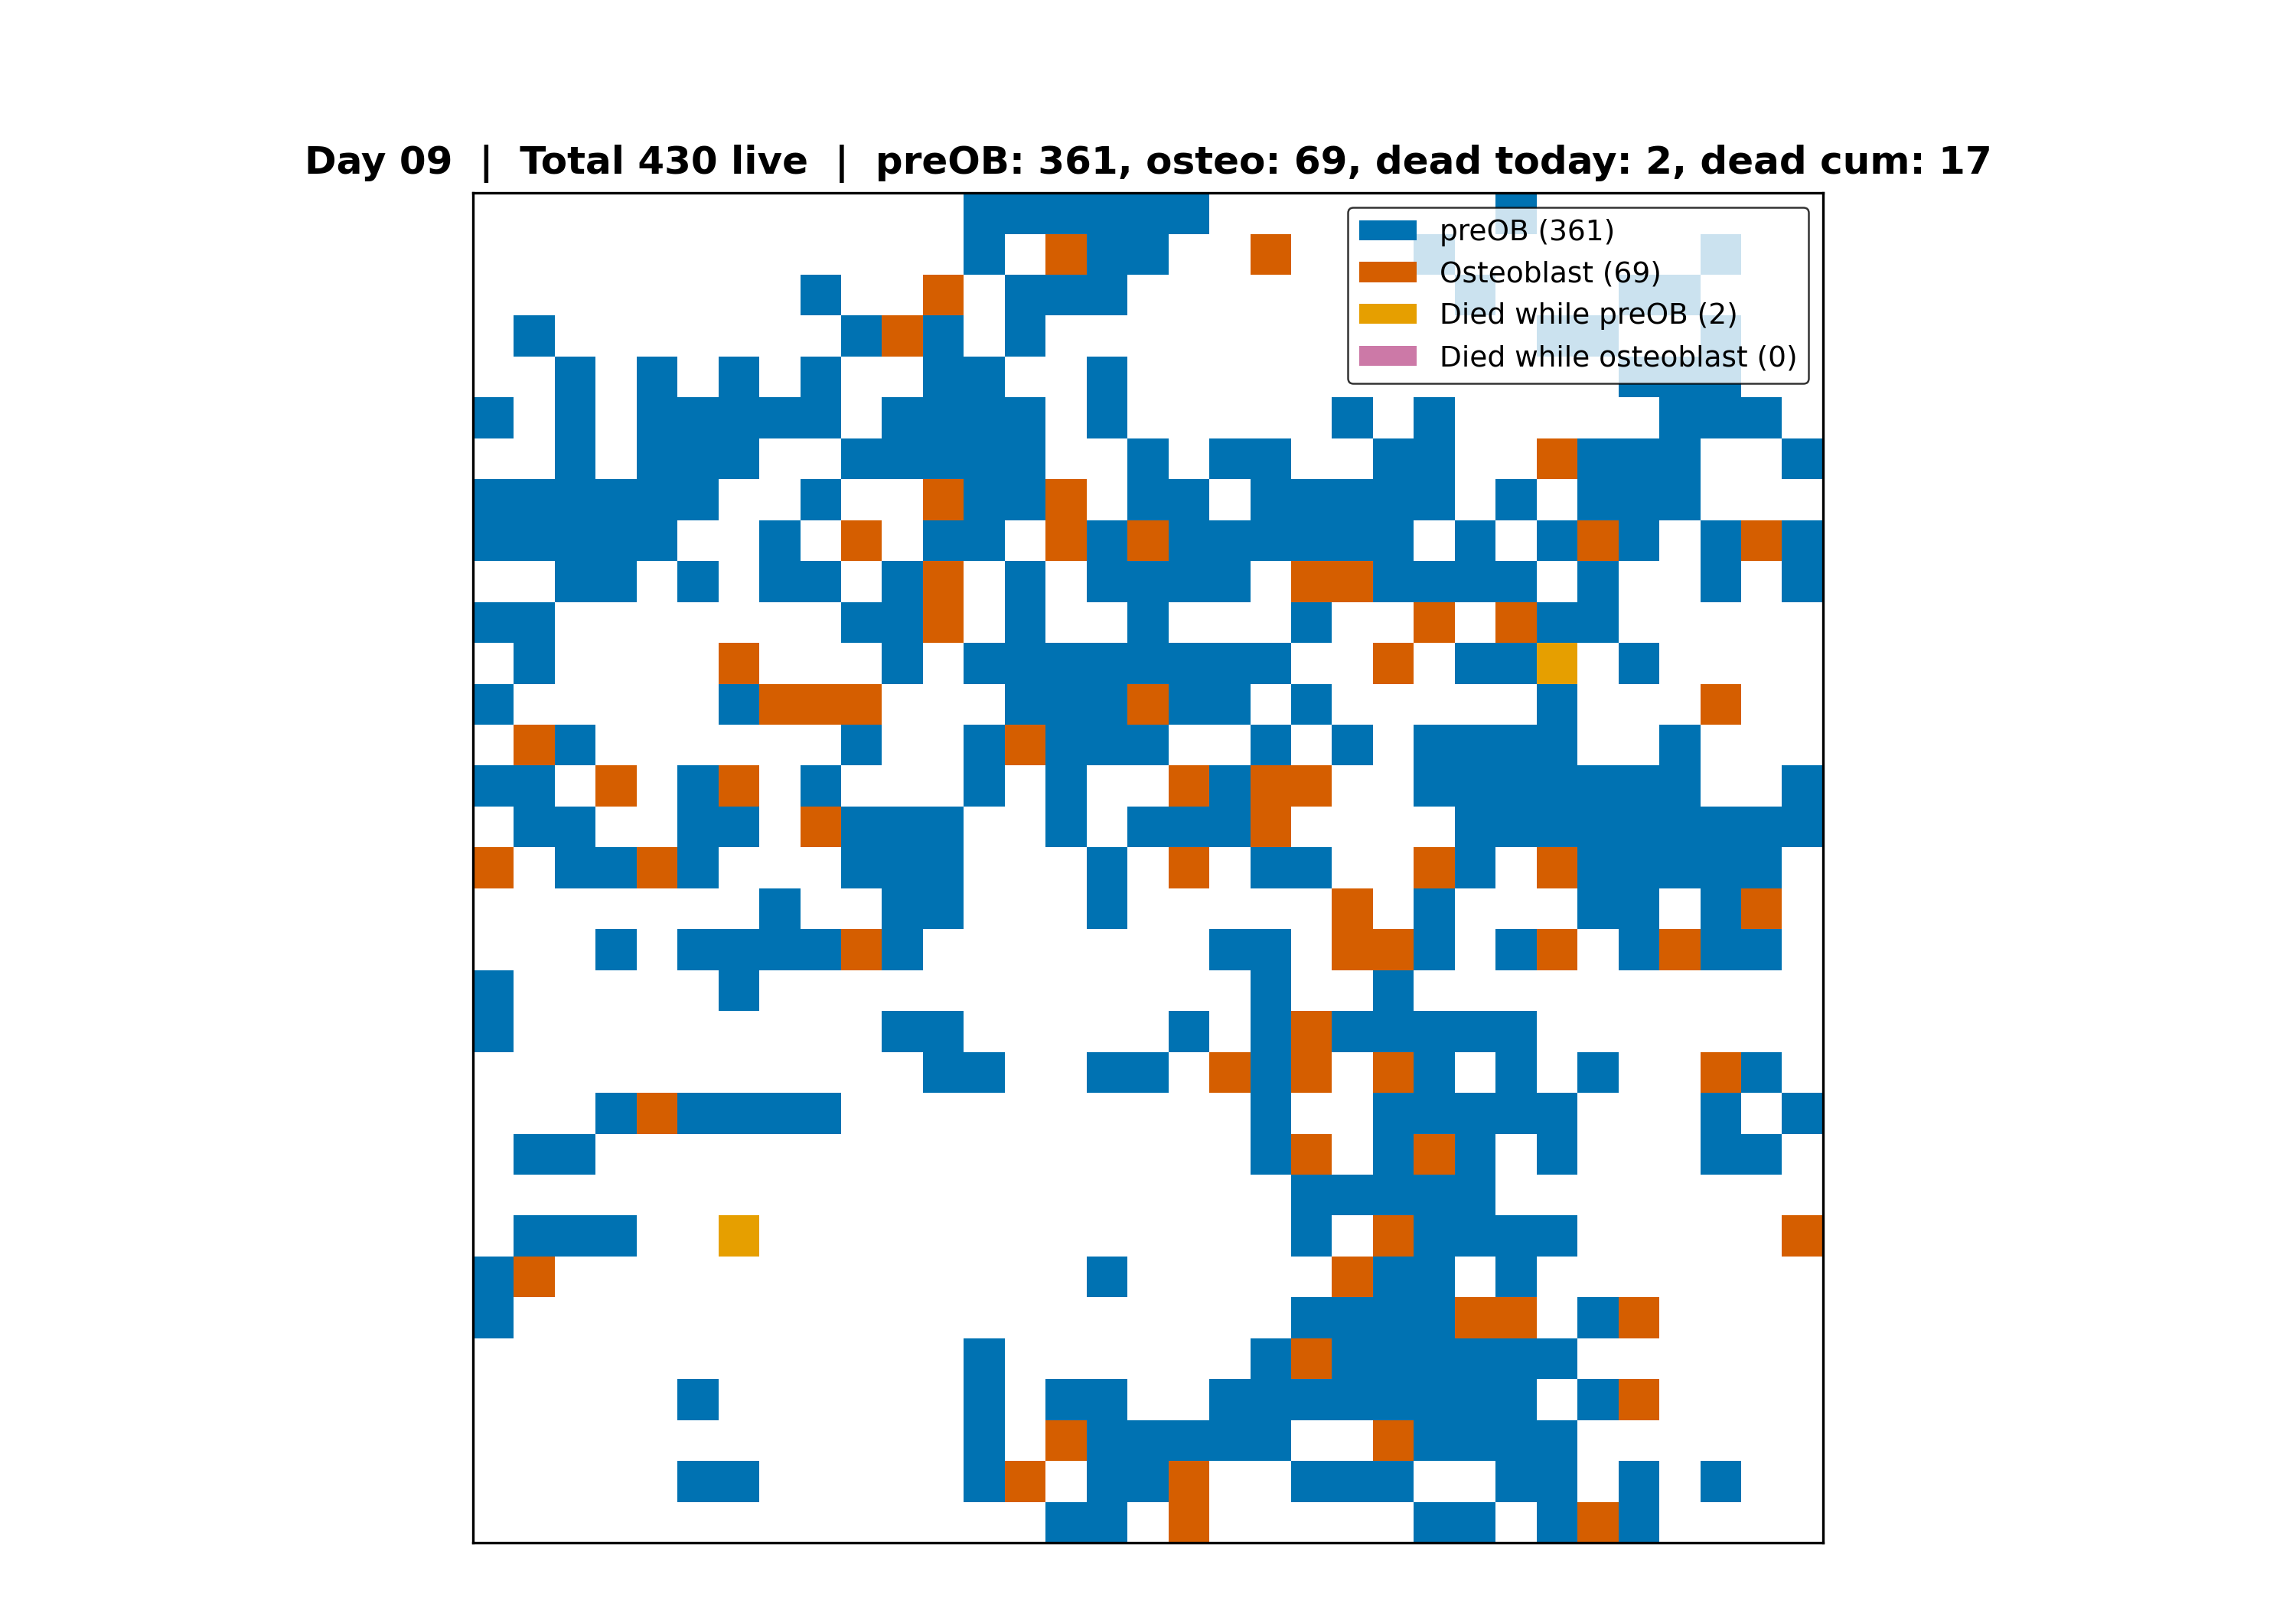 Day 09 | Total 430 live | preOB: 361, osteo: 69, dead today: 2, dead cum: 17
preOB (361)
Osteoblast (69)
Died while preOB (2)
Died while osteoblast (0)